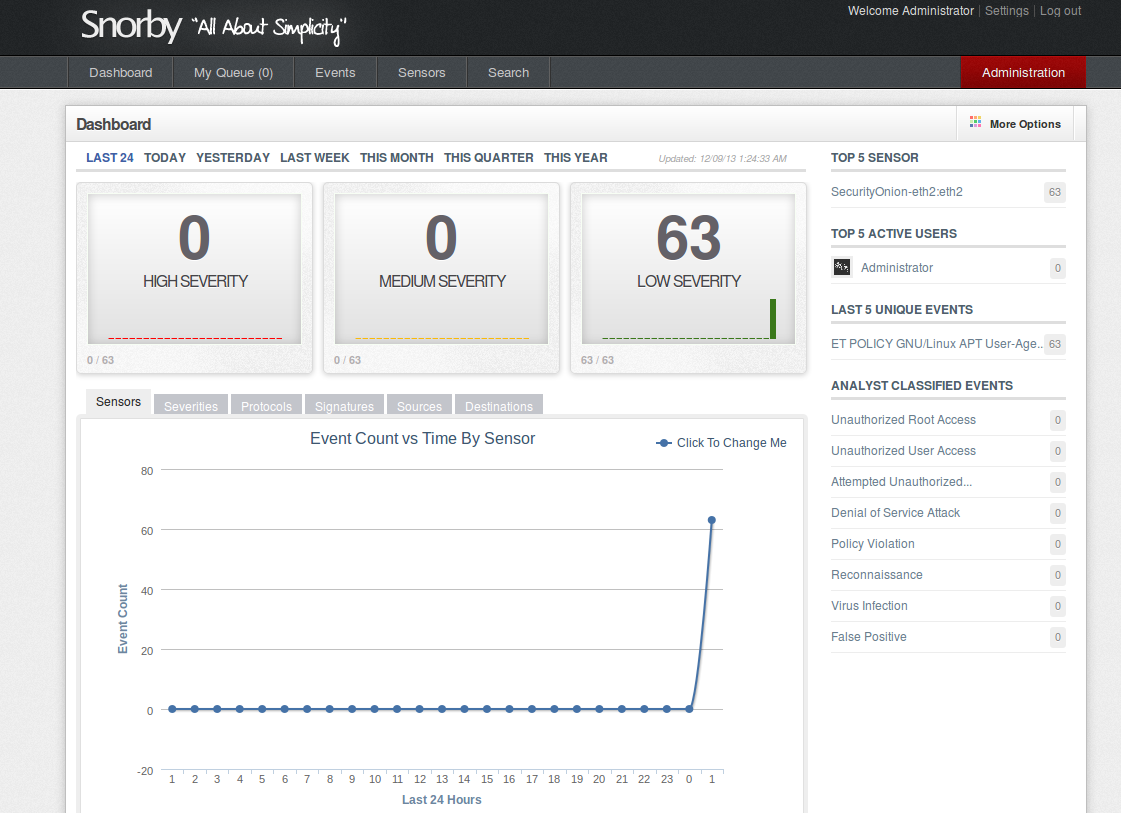 Snorby "All About Simplicity"
Welcome Administrator | Settings | Log out
Dashboard
My Queue (0)
Events
Sensors
Search
Administration
Dashboard
More Options
LAST 24 TODAY YESTERDAY LAST WEEK THIS MONTH THIS QUARTER THIS YEAR
Updated: 12/09/13 1:24:33 AM
0
HIGH SEVERITY
0 / 63
0
MEDIUM SEVERITY
0 / 63
63
LOW SEVERITY
63 / 63
Sensors
Severities
Protocols
Signatures
Sources
Destinations
Event Count vs Time By Sensor
Click To Change Me
Event Count
80
60
40
20
0
-20
1 2 3 4 5 6 7 8 9 10 11 12 13 14 15 16 17 18 19 20 21 22 23 0 1
Last 24 Hours
TOP 5 SENSOR
SecurityOnion-eth2:eth2 63
TOP 5 ACTIVE USERS
Administrator 0
LAST 5 UNIQUE EVENTS
ET POLICY GNU/Linux APT User-Age... 63
ANALYST CLASSIFIED EVENTS
Unauthorized Root Access 0
Unauthorized User Access 0
Attempted Unauthorized... 0
Denial of Service Attack 0
Policy Violation 0
Reconnaissance 0
Virus Infection 0
False Positive 0